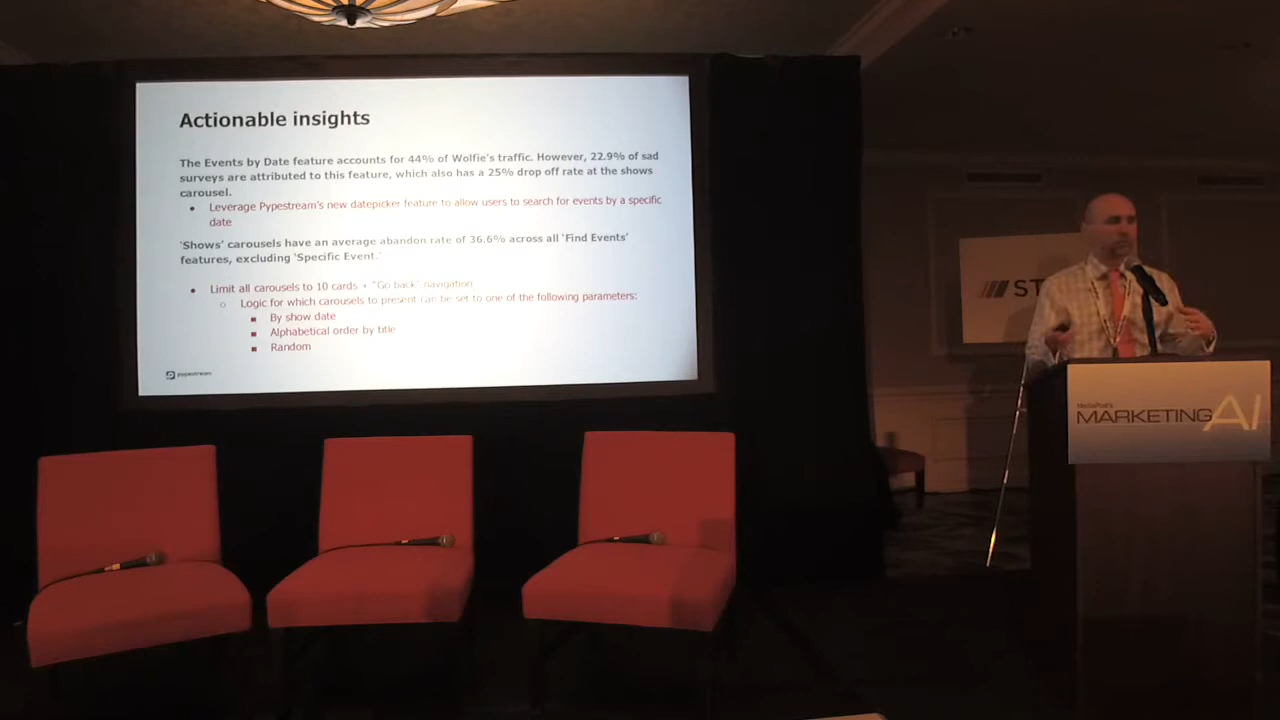 Actionable insights
The Events by Date feature accounts for 44% of Wolfie's traffic. However, 22.9% of sad
surveys are attributed to this feature, which also has a 25% drop off rate at the shows
carousel.
Leverage Pypestream's new datepicker feature to allow users to search for events by a specific
date
'Shows' carousels have an average abandon rate of 36.6% across all 'Find Events'
features, excluding 'Specific Event.'
Limit all carousels to 10 cards + "Go back" navigation
Logic for which carousels to present can be set to one of the following parameters:
By show date
Alphabetical order by title
Random
pypestream
ST
MediaPost's
MARKETING AI